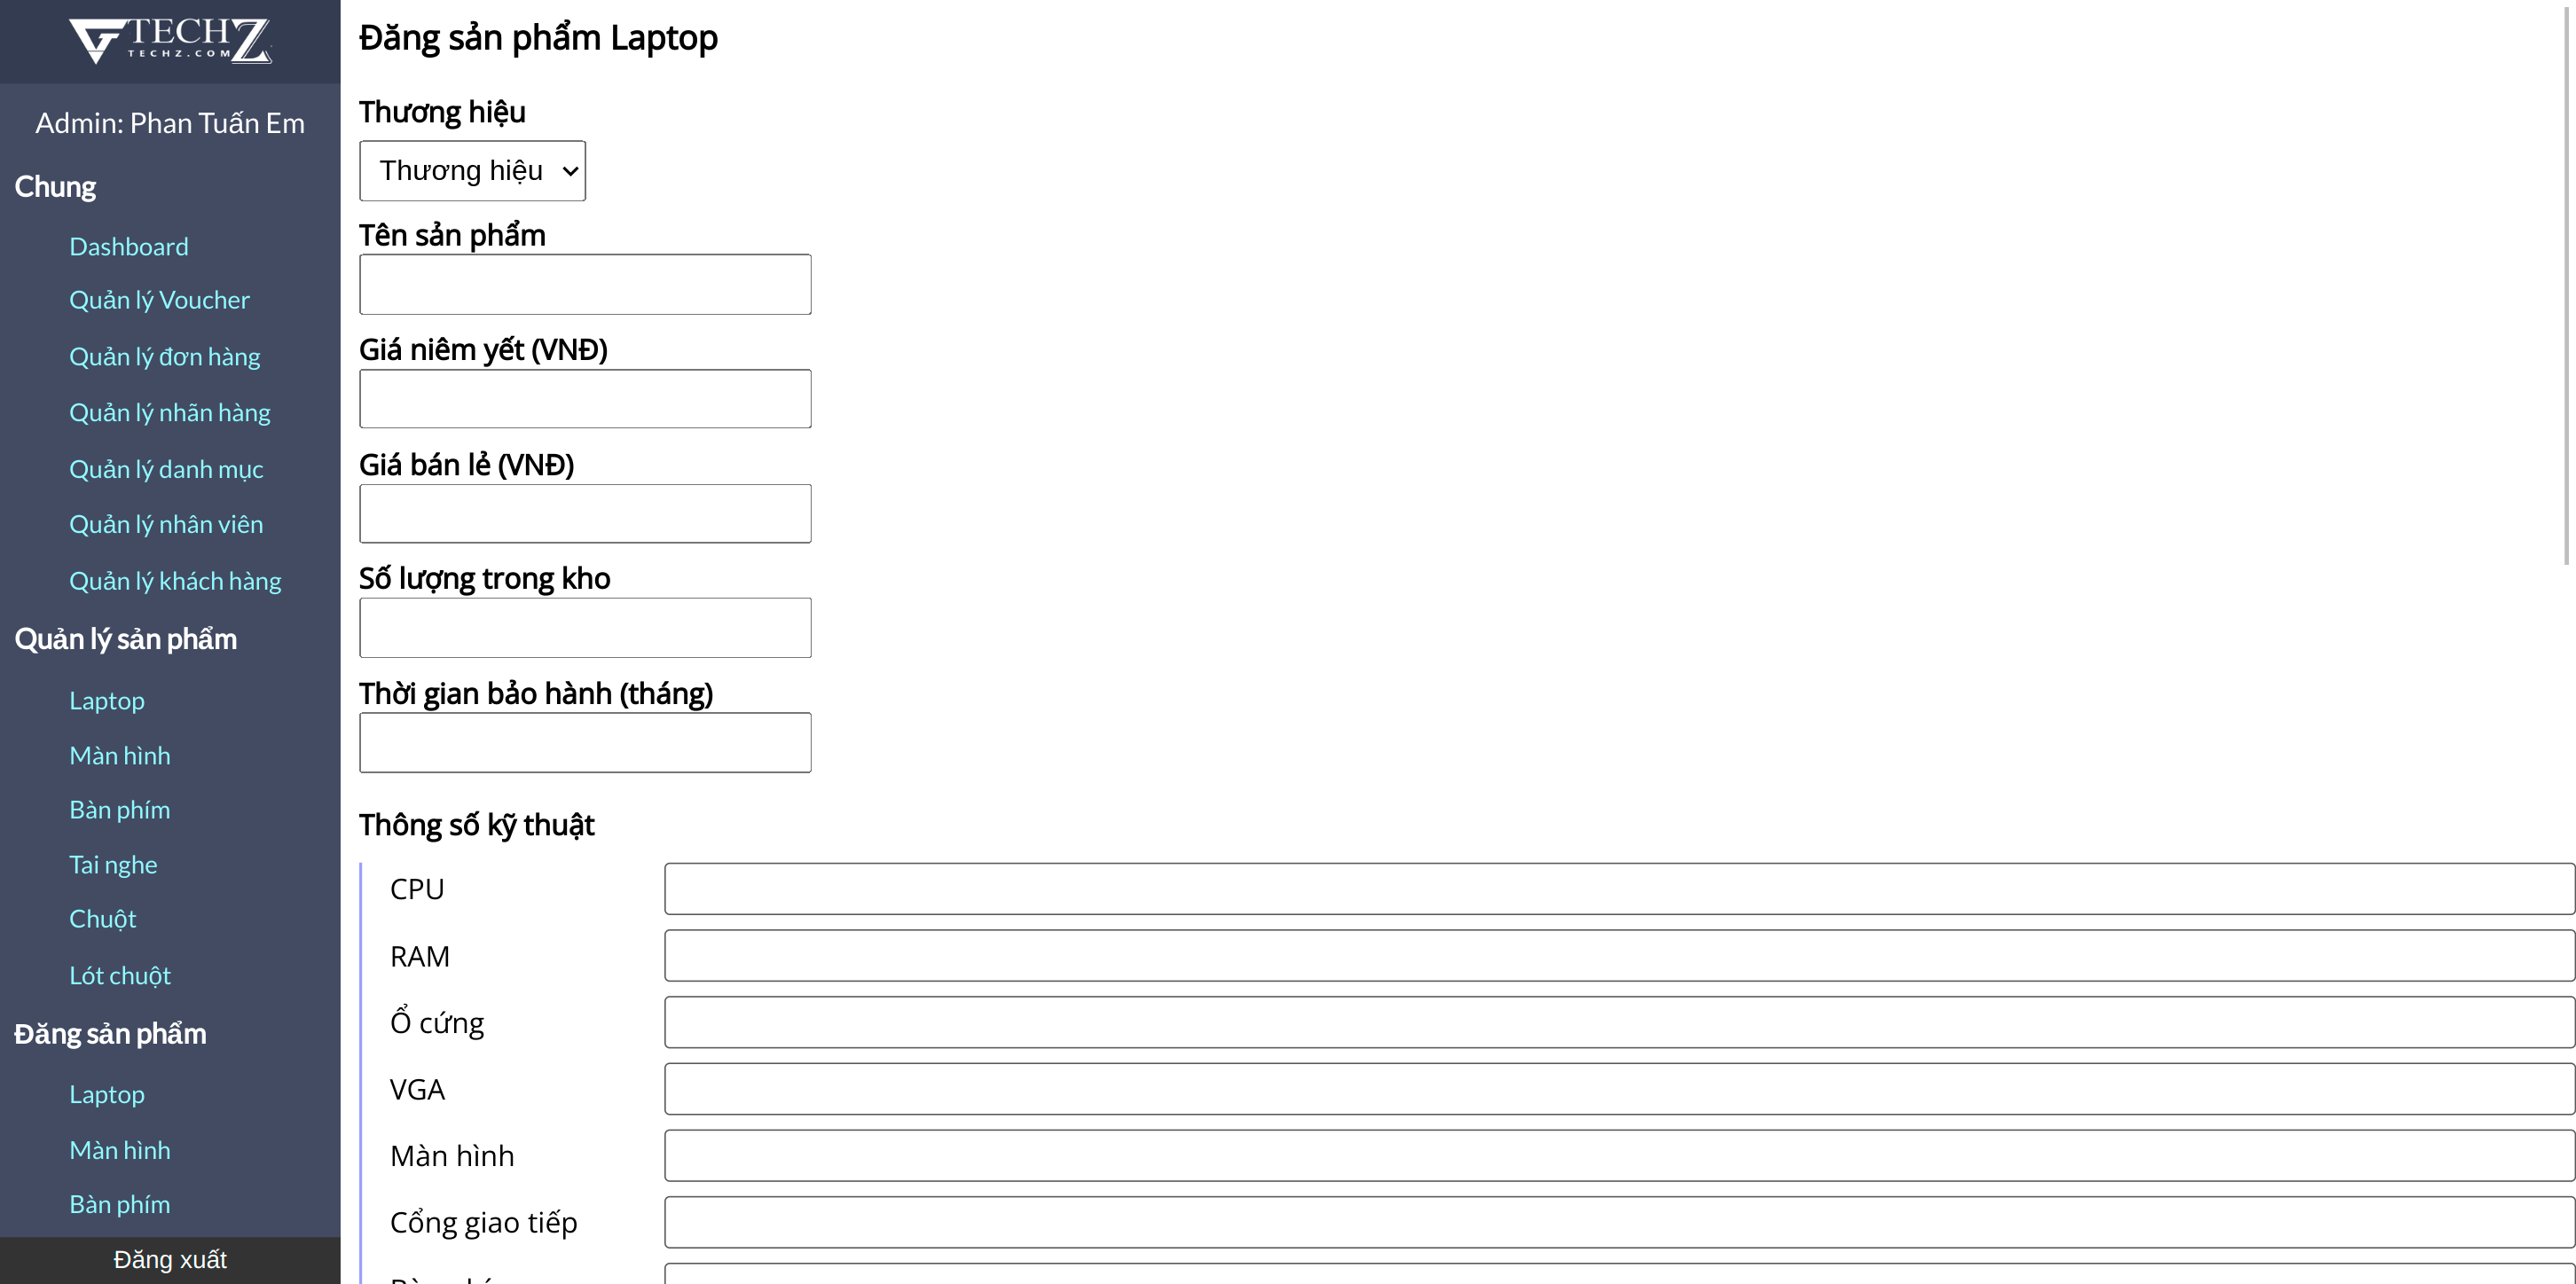 TECHZ
TECHZ.COM
Admin: Phan Tuấn Em
Chung
Dashboard
Quản lý Voucher
Quản lý đơn hàng
Quản lý nhãn hàng
Quản lý danh mục
Quản lý nhân viên
Quản lý khách hàng
Quản lý sản phẩm
Laptop
Màn hình
Bàn phím
Tai nghe
Chuột
Lót chuột
Đăng sản phẩm
Laptop
Màn hình
Bàn phím
Đăng xuất
Đăng sản phẩm Laptop
Thương hiệu
Thương hiệu
Tên sản phẩm
Giá niêm yết (VNĐ)
Giá bán lẻ (VNĐ)
Số lượng trong kho
Thời gian bảo hành (tháng)
Thông số kỹ thuật
CPU
RAM
Ổ cứng
VGA
Màn hình
Cổng giao tiếp